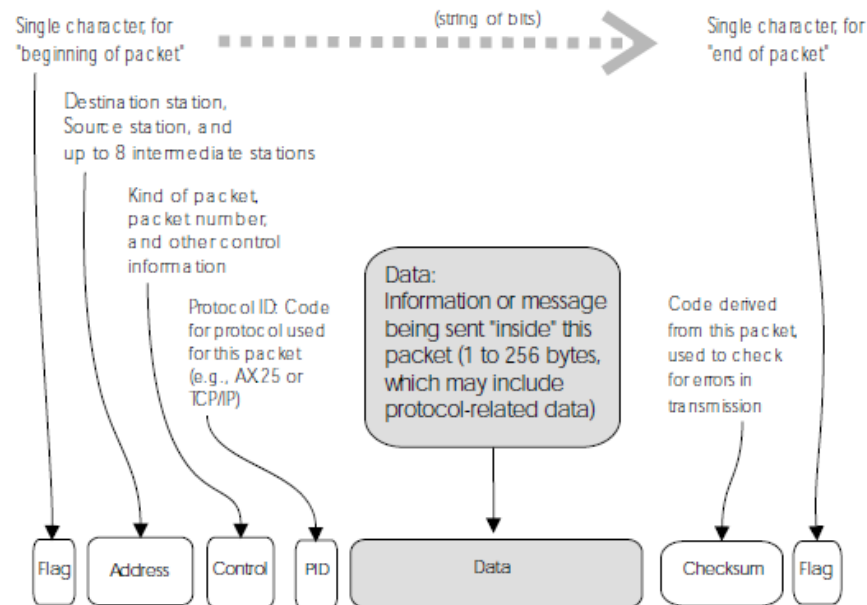 Single character, for
"beginning of packet"
(string of bits)
Single character, for
"end of packet"
Destination station,
Source station, and
up to 8 intermediate stations
Kind of packet,
packet number,
and other control
information
Protocol ID: Code
for protocol used
for this packet
(e.g., AX.25 or
TCP/IP)
Data:
Information or message
being sent "inside" this
packet (1 to 256 bytes,
which may include
protocol-related data)
Code derived
from this packet,
used to check
for errors in
transmission
Flag
Address
Control
PID
Data
Checksum
Flag